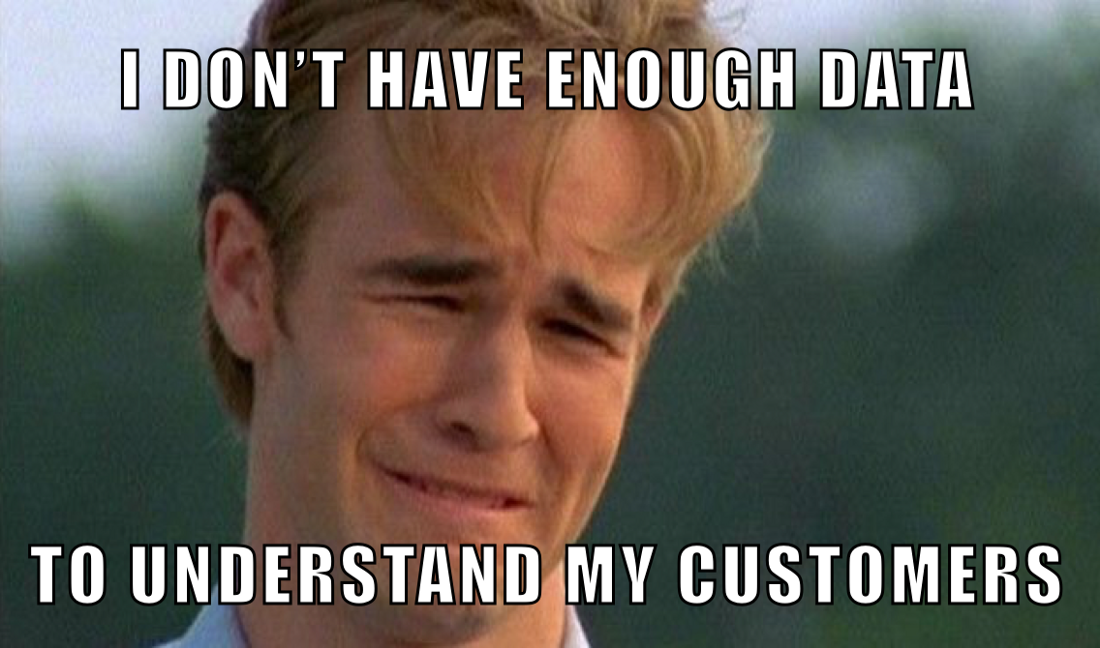 I DON’T HAVE ENOUGH DATA
TO UNDERSTAND MY CUSTOMERS